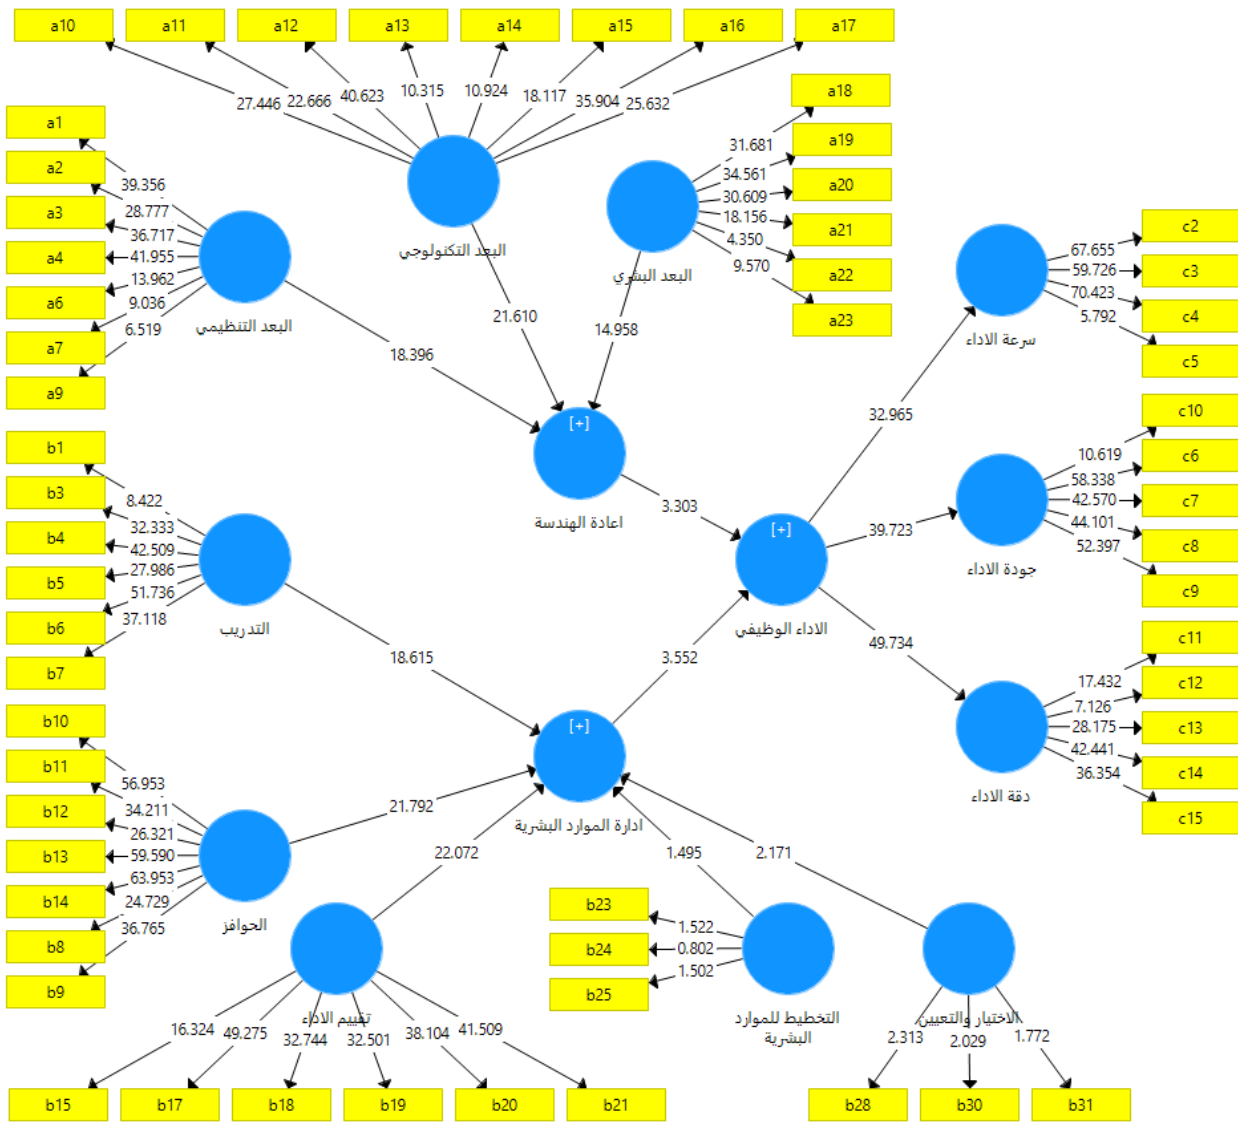 a10
a11
a12
a13
a14
a15
a16
a17
27.446
22.666
40.623
10.315
10.924
18.117
35.904
25.632
البعد التكنولوجي
a1
a2
a3
a4
a6
a7
a9
39.356
28.777
36.717
41.955
13.962
9.036
6.519
البعد التنظيمي
a18
a19
a20
a21
a22
a23
31.681
34.561
30.609
18.156
4.350
9.570
البعد البشري
18.396
21.610
14.958
[+]
اعادة الهندسة
3.303
b1
b3
b4
b5
b6
b7
8.422
32.333
42.509
27.986
51.736
37.118
التدريب
18.615
[+]
الاداء الوظيفي
3.552
32.965
39.723
49.734
c2
c3
c4
c5
67.655
59.726
70.423
5.792
سرعة الاداء
c10
c6
c7
c8
c9
10.619
58.338
42.570
44.101
52.397
جودة الاداء
c11
c12
c13
c14
c15
17.432
7.126
28.175
42.441
36.354
دقة الاداء
b10
b11
b12
b13
b14
b8
b9
56.953
34.211
26.321
59.590
63.953
24.729
36.765
الحوافز
21.792
22.072
[+]
ادارة الموارد البشرية
1.495
2.171
تقييم الاداء
16.324
49.275
32.744
32.501
38.104
41.509
b15
b17
b18
b19
b20
b21
b23
b24
b25
1.522
0.802
1.502
التخطيط للموارد
البشرية
الاختيار والتعيين
2.313
2.029
1.772
b28
b30
b31